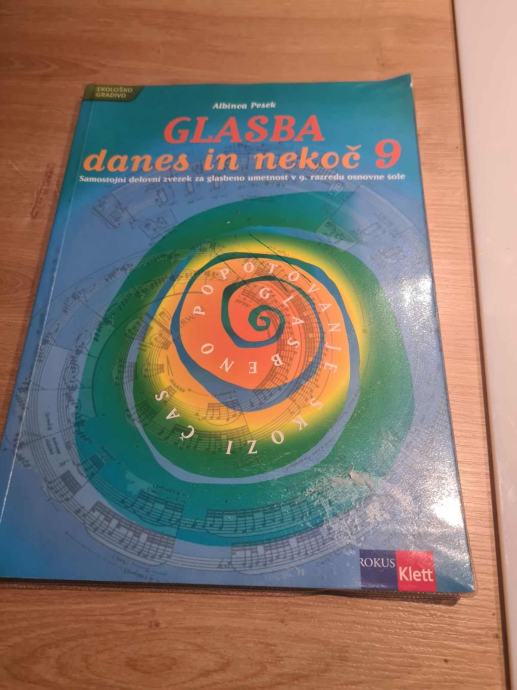 EKOLOŠKO
GRADIVO
Albinca Pesek
GLASBA
danes in nekoč 9
Samostojni delovni zvezek za glasbeno umetnost v 9. razredu osnovne šole
GLASBENO POPOTOVANJE SKOZI ČAS
ROKUS
Klett